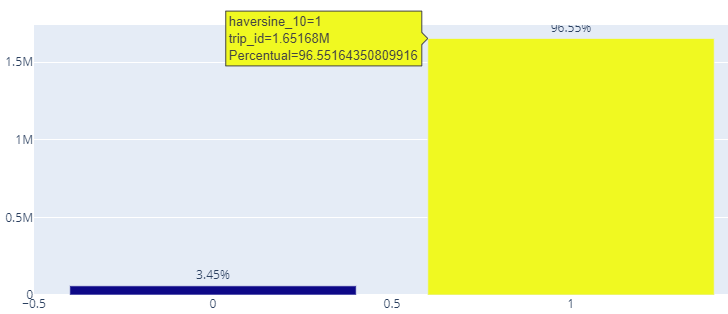 haversine_10=1
trip_id=1.65168M
Percentual=96.55164350809916
96.55%
1.5M
1M
0.5M
3.45%
0
−0.5
0
0.5
1